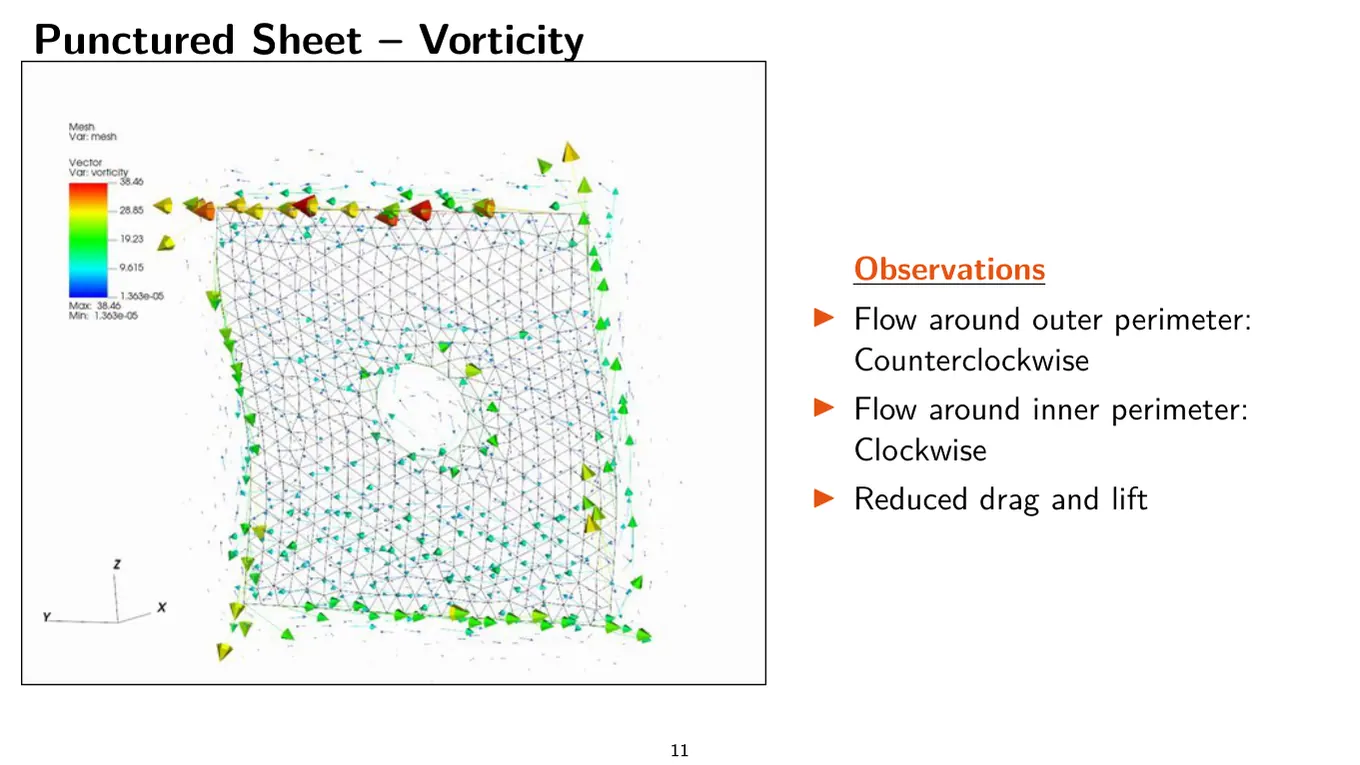 Punctured Sheet – Vorticity
Mesh
Var: mesh
Vector
Var: vorticity
38.46
28.85
19.23
9.615
1.363e-05
Max: 38.46
Min: 1.363e-05
Z
Y
X
Observations
Flow around outer perimeter:
Counterclockwise
Flow around inner perimeter:
Clockwise
Reduced drag and lift
11